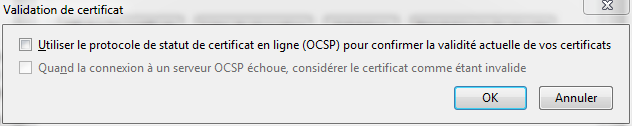 Validation de certificat
Utiliser le protocole de statut de certificat en ligne (OCSP) pour confirmer la validité actuelle de vos certificats
Quand la connexion à un serveur OCSP échoue, considérer le certificat comme étant invalide
OK Annuler